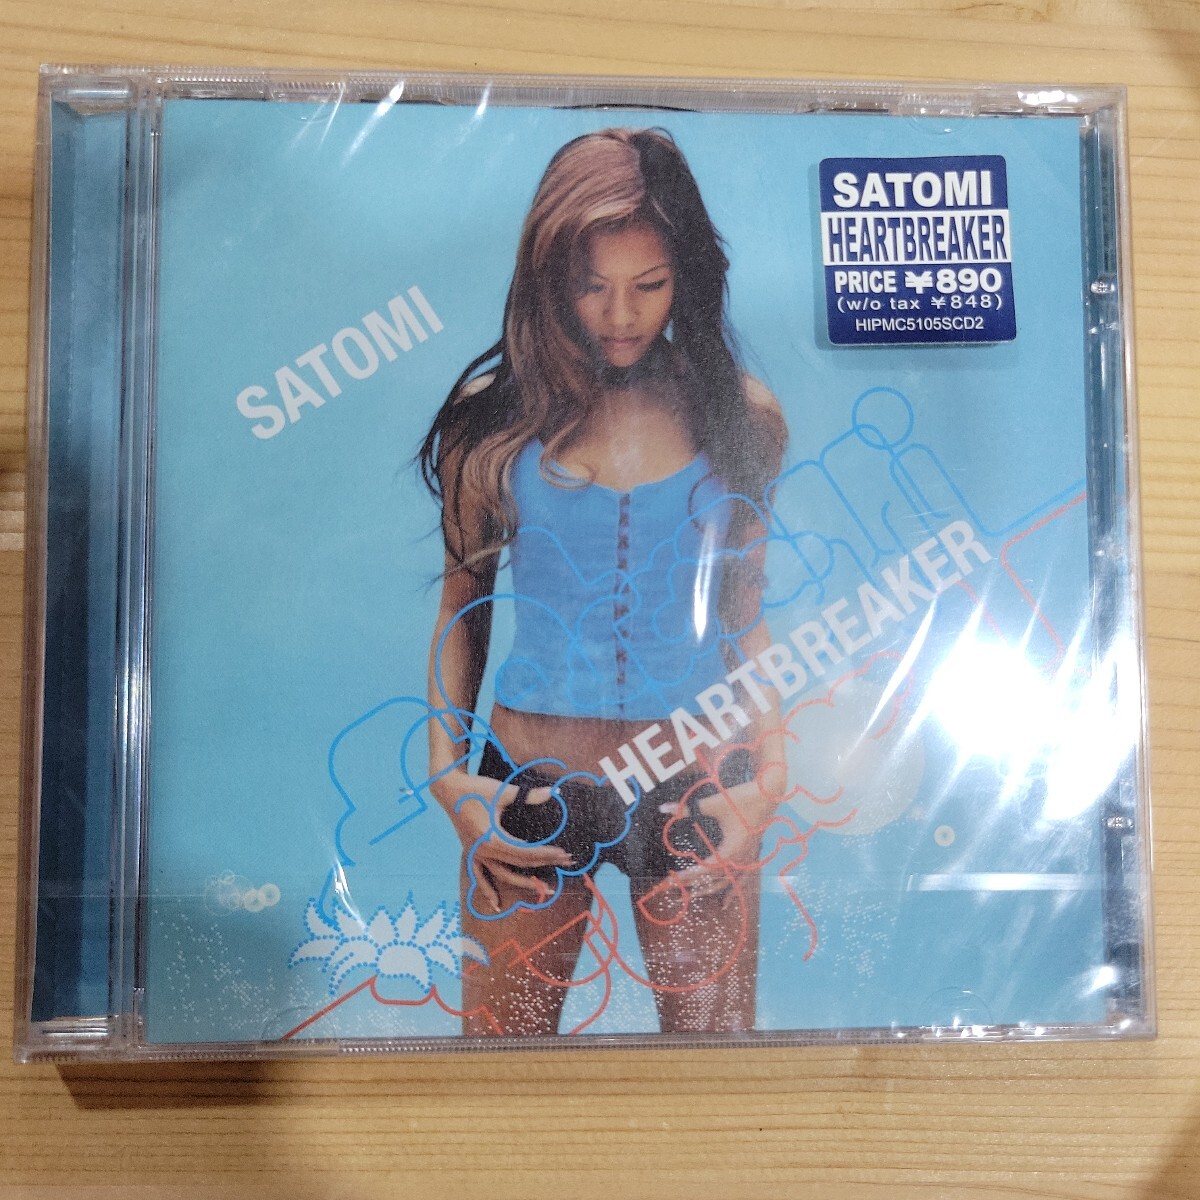 SATOMI
HEARTBREAKER
SATOMI
HEARTBREAKER
PRICE ¥890
(w/o tax ¥848)
HIPMC5105SCD2